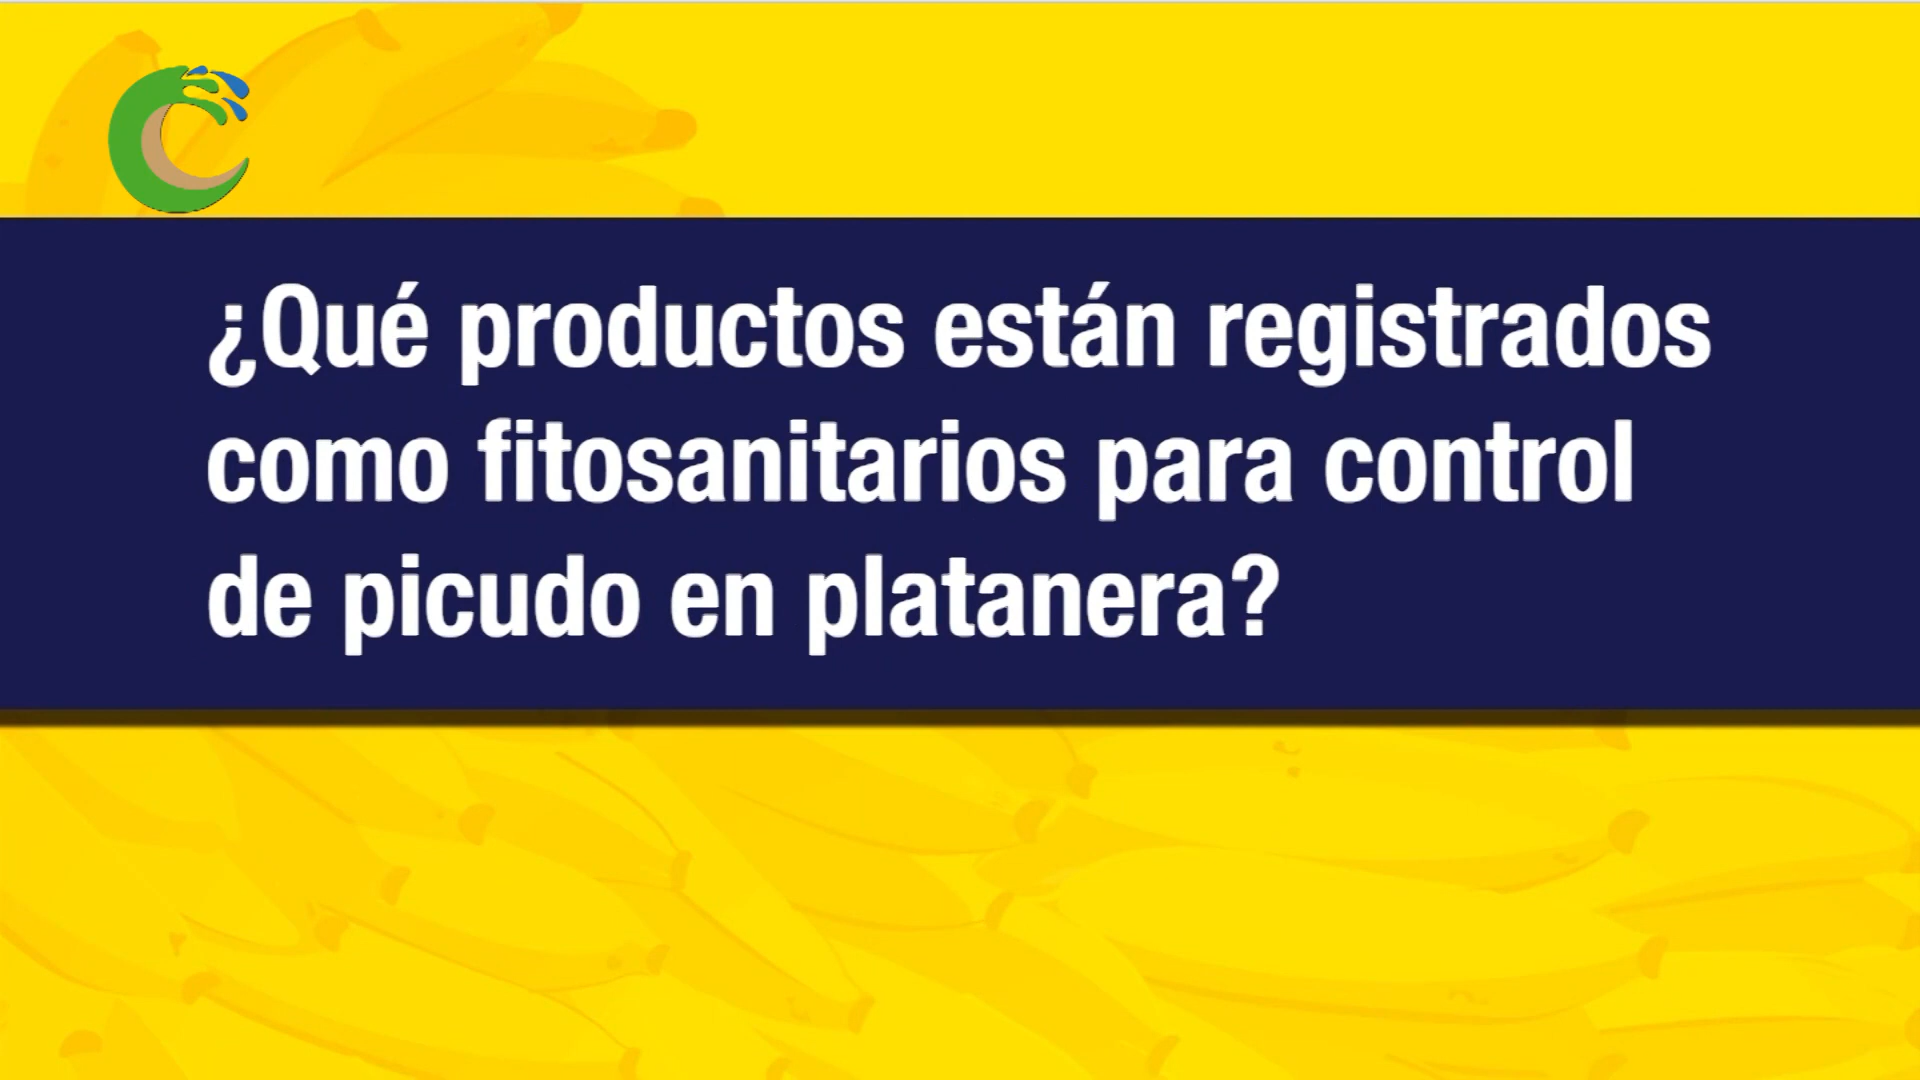 ¿Qué productos están registrados
como fitosanitarios para control
de picudo en platanera?